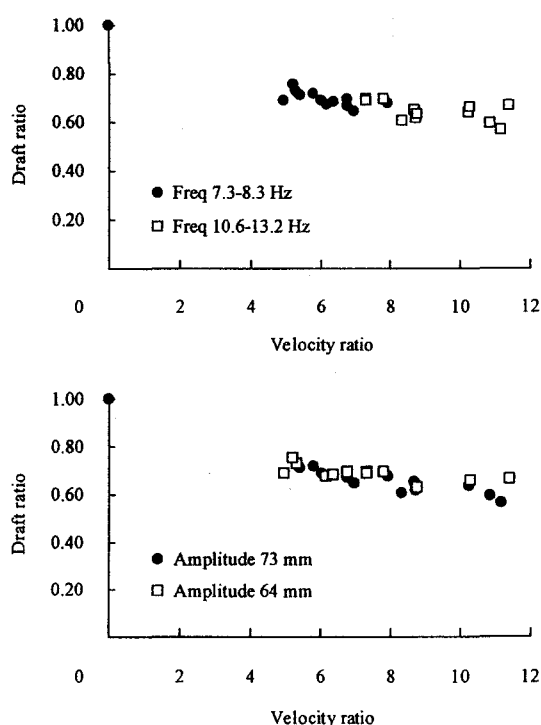 1.00
0.80
0.60
0.40
0.20
Draft ratio
● Freq 7.3-8.3 Hz
□ Freq 10.6-13.2 Hz
0 2 4 6 8 10 12
Velocity ratio
1.00
0.80
0.60
0.40
0.20
Draft ratio
● Amplitude 73 mm
□ Amplitude 64 mm
0 2 4 6 8 10 12
Velocity ratio